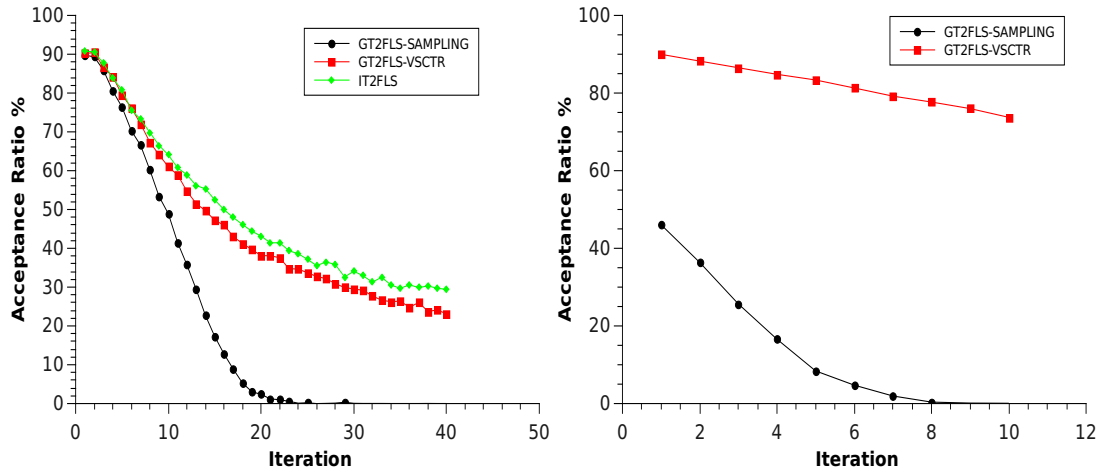 100
90
80
70
60
50
40
30
20
10
0
Acceptance Ratio %
GT2FLS-SAMPLING
GT2FLS-VSCTR
IT2FLS
0 10 20 30 40 50
Iteration
100
80
60
40
20
0
Acceptance Ratio %
GT2FLS-SAMPLING
GT2FLS-VSCTR
0 2 4 6 8 10 12
Iteration